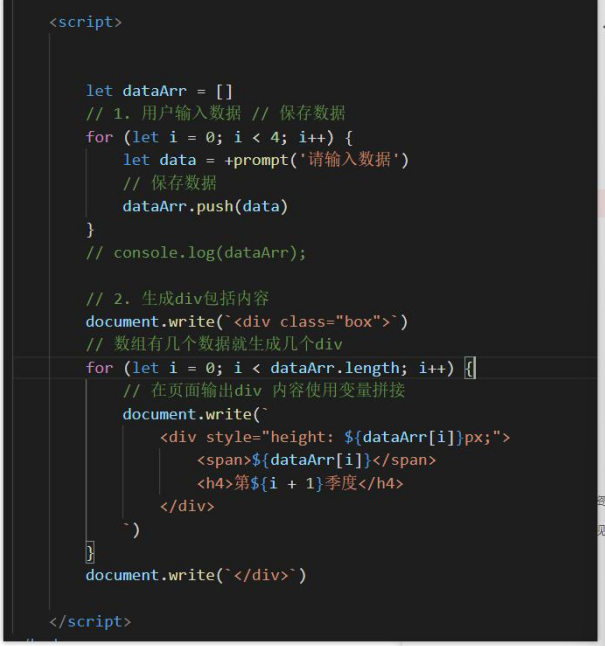 <script>
let dataArr = []
// 1. 用户输入数据 // 保存数据
for (let i = 0; i < 4; i++) {
let data = +prompt('请输入数据')
// 保存数据
dataArr.push(data)
}
// console.log(dataArr);
// 2. 生成div包括内容
document.write(`<div class="box">`)
// 数组有几个数据就生成几个div
for (let i = 0; i < dataArr.length; i++) {
// 在页面输出div 内容使用变量拼接
document.write(`
<div style="height: ${dataArr[i]}px;">
<span>${dataArr[i]}</span>
<h4>第${i + 1}季度</h4>
</div>
`)
}
document.write(`</div>`)
</script>